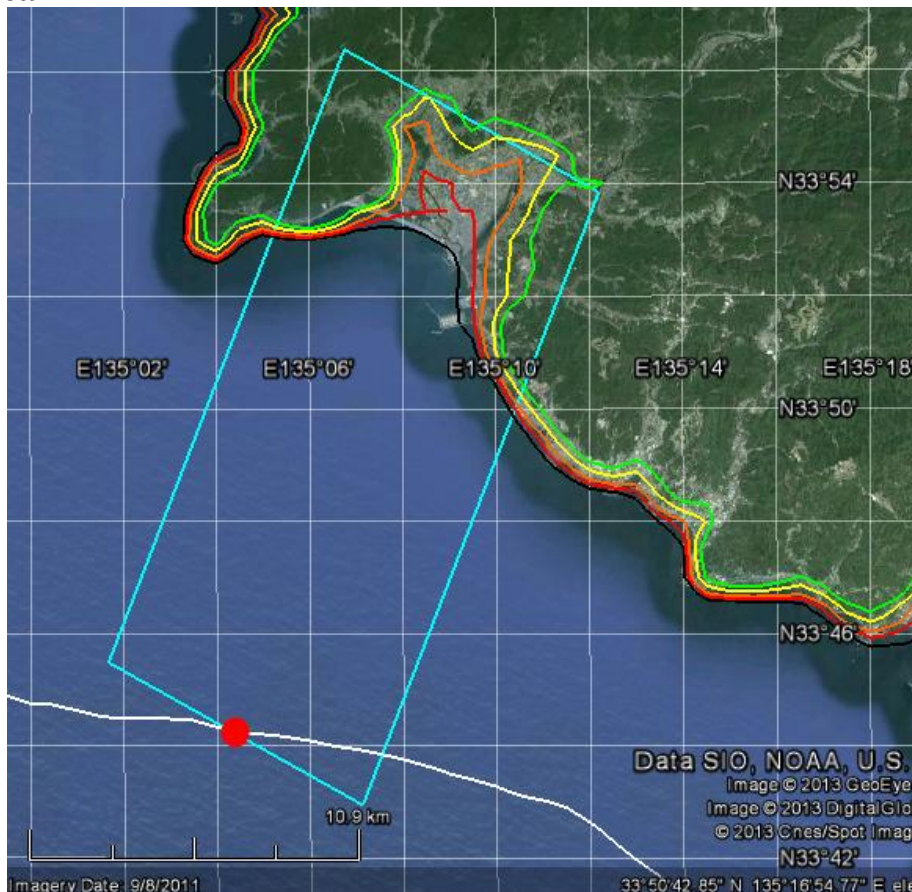 N33°54'
E135°02'
E135°06'
E135°10'
E135°14'
E135°18'
N33°50'
N33°46'
Data SIO, NOAA, U.S.
Image © 2013 GeoEye
10.9 km
Image © 2013 DigitalGlo
© 2013 Cnes/Spot Imag
N33°42'
Imagery Date: 9/8/2011
33°50'42.85" N 135°16'54.77" E el